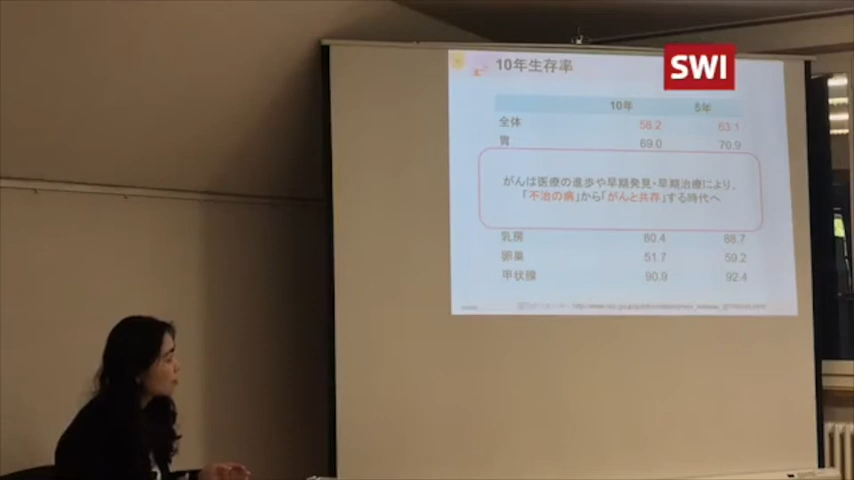 SWI
10年生存率
10年 5年
全体 58.2 63.1
胃 69.0 70.9
がんは医療の進歩や早期発見・早期治療により、
「不治の病」から「がんと共存」する時代へ
乳房 80.4 88.7
卵巣 51.7 59.2
甲状腺 90.9 92.4